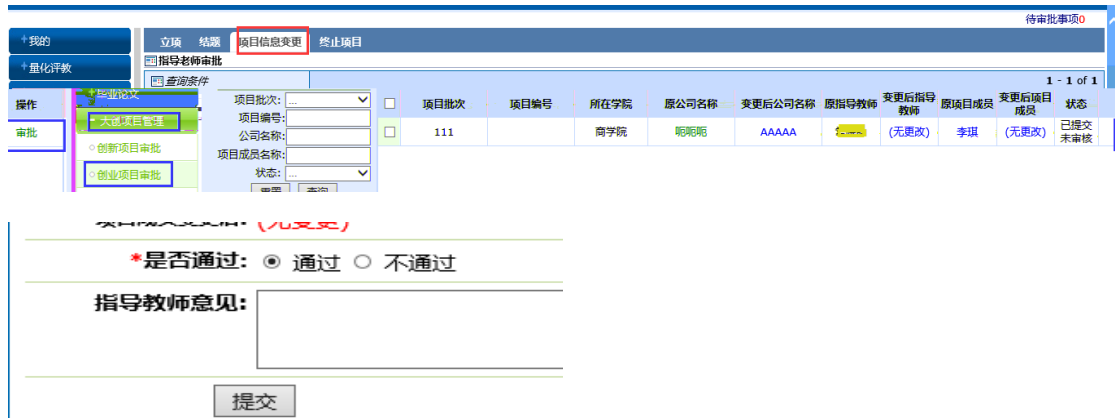 待审批事项0
+我的
立项 结题 项目信息变更 终止项目
+量化评教
指导老师审批
查询条件
1 - 1 of 1
操作
+毕业论文
项目批次: ...
项目批次 项目编号 所在学院 原公司名称 变更后公司名称 原指导教师 变更后指导教师 原项目成员 变更后项目成员 状态
- 大创项目管理
项目编号:
审批
公司名称:
111 商学院 呃呃呃 AAAAA (无更改) 李琪 (无更改) 已提交未审核
创新项目审批
项目成员名称:
创业项目审批
状态: ...
重置 查询
(无变更)
*是否通过: 通过 不通过
指导教师意见:
提交